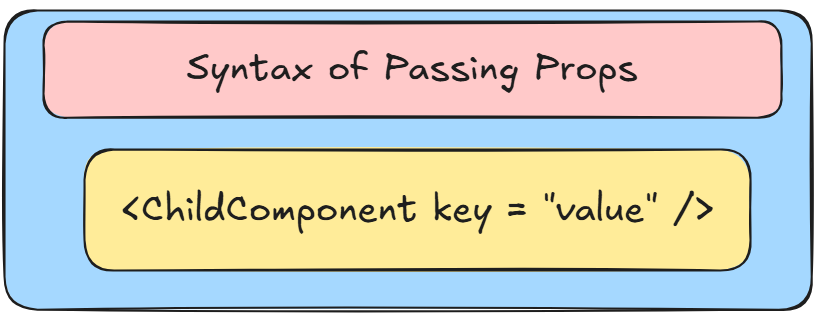 Syntax of Passing Props
<ChildComponent key = "value" />